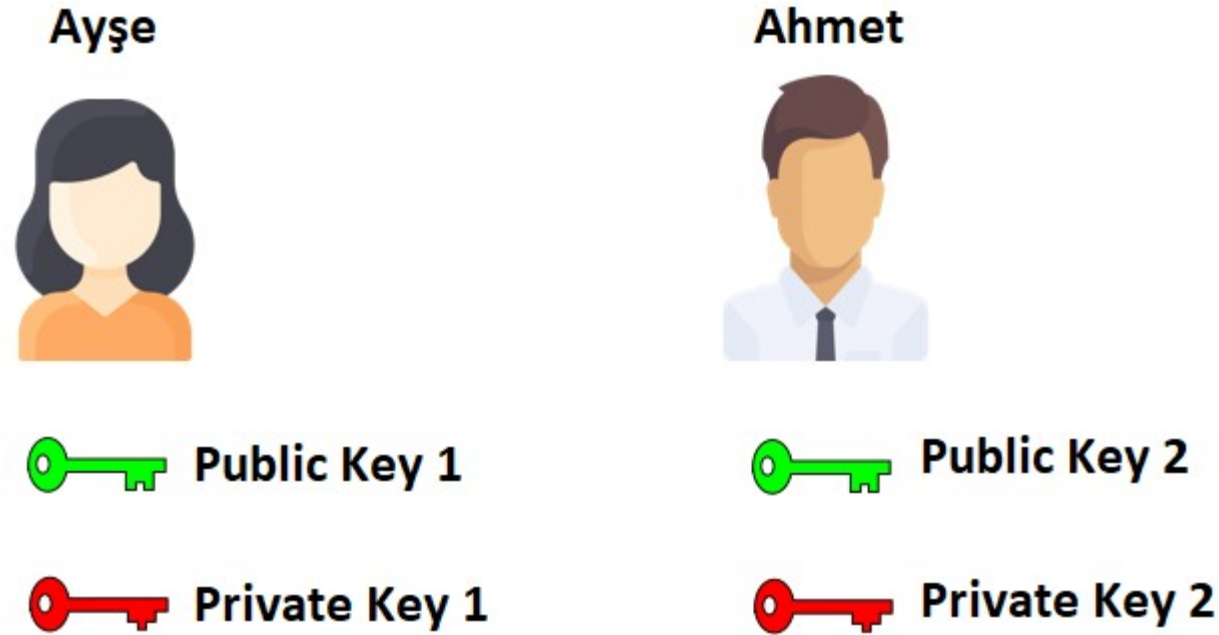 Ayşe
Ahmet
Public Key 1
Public Key 2
Private Key 1
Private Key 2